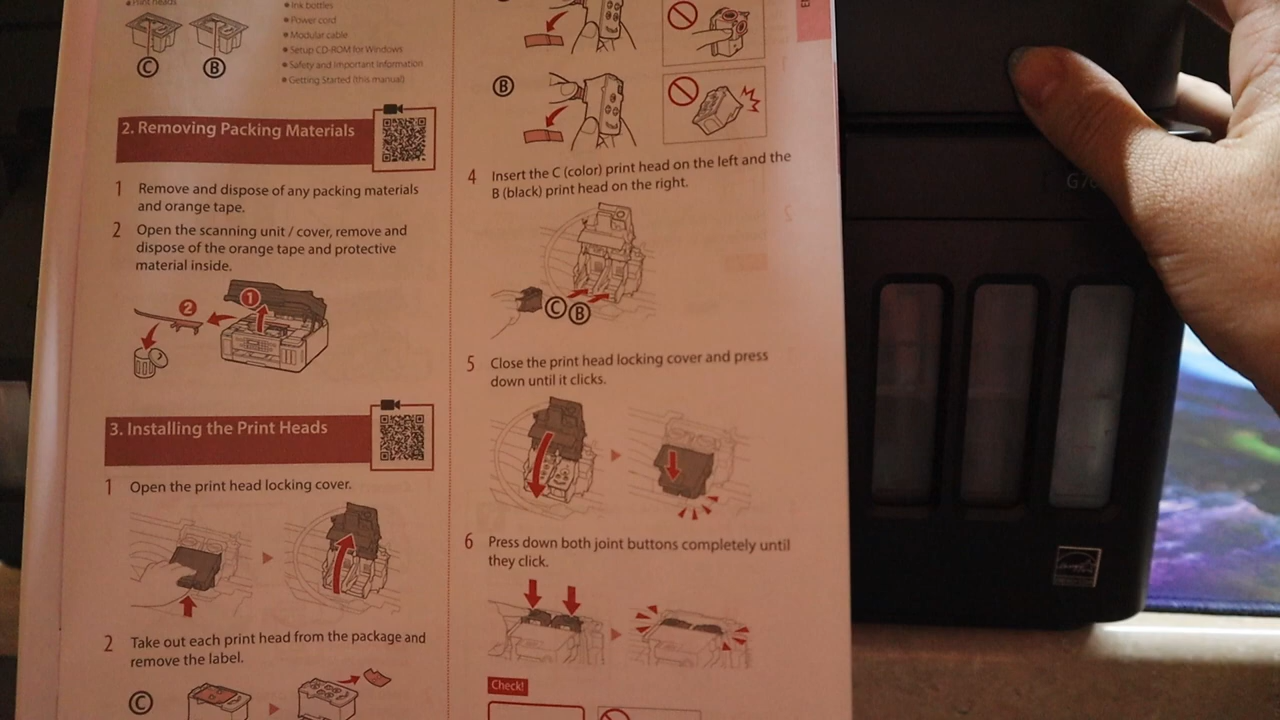 Print heads
C
B
Ink bottles
Power cord
Modular cable
Setup CD-ROM for Windows
Safety and Important Information
Getting Started (this manual)
2. Removing Packing Materials
1 Remove and dispose of any packing materials
and orange tape.
2 Open the scanning unit / cover, remove and
dispose of the orange tape and protective
material inside.
2
1
3. Installing the Print Heads
1 Open the print head locking cover.
2 Take out each print head from the package and
remove the label.
C
B
4 Insert the C (color) print head on the left and the
B (black) print head on the right.
C B
5 Close the print head locking cover and press
down until it clicks.
6 Press down both joint buttons completely until
they click.
Check!